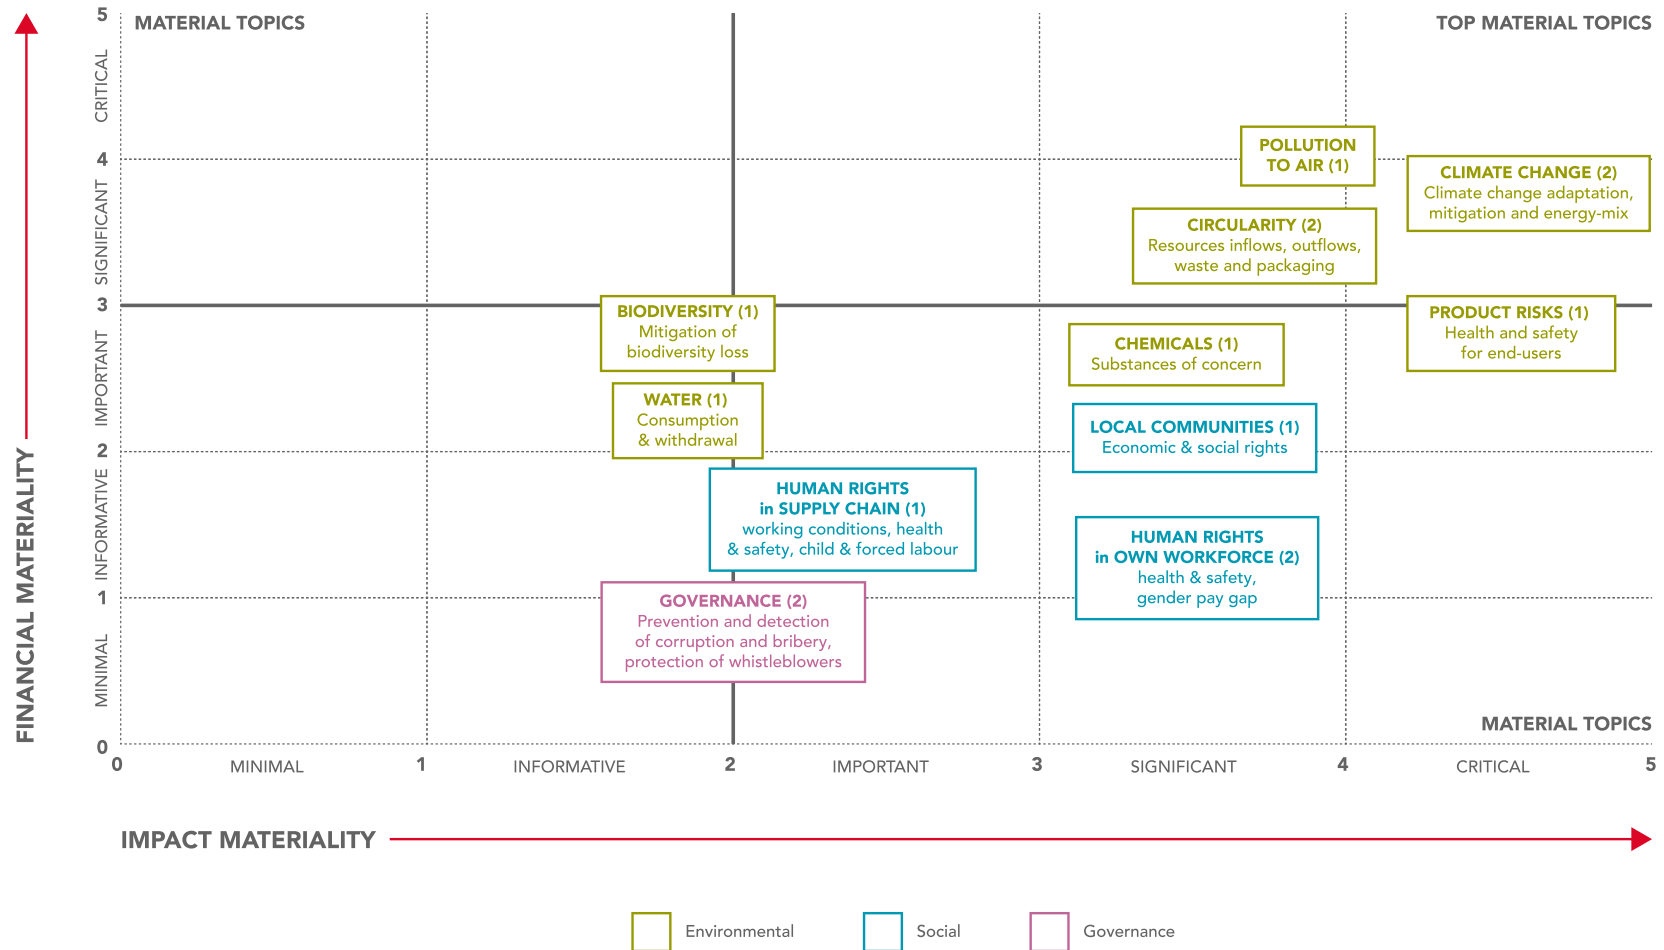 5
MATERIAL TOPICS
TOP MATERIAL TOPICS
CRITICAL
POLLUTION
TO AIR (1)
4
CLIMATE CHANGE (2)
Climate change adaptation,
mitigation and energy-mix
SIGNIFICANT
CIRCULARITY (2)
Resources inflows, outflows,
waste and packaging
3
BIODIVERSITY (1)
Mitigation of
biodiversity loss
PRODUCT RISKS (1)
Health and safety
for end-users
IMPORTANT
CHEMICALS (1)
Substances of concern
WATER (1)
Consumption
& withdrawal
LOCAL COMMUNITIES (1)
Economic & social rights
2
FINANCIAL MATERIALITY
INFORMATIVE
HUMAN RIGHTS
in SUPPLY CHAIN (1)
working conditions, health
& safety, child & forced labour
HUMAN RIGHTS
in OWN WORKFORCE (2)
health & safety,
gender pay gap
1
GOVERNANCE (2)
Prevention and detection
of corruption and bribery,
protection of whistleblowers
MINIMAL
MATERIAL TOPICS
0
0
MINIMAL
1
INFORMATIVE
2
IMPORTANT
3
SIGNIFICANT
4
CRITICAL
5
IMPACT MATERIALITY
Environmental
Social
Governance